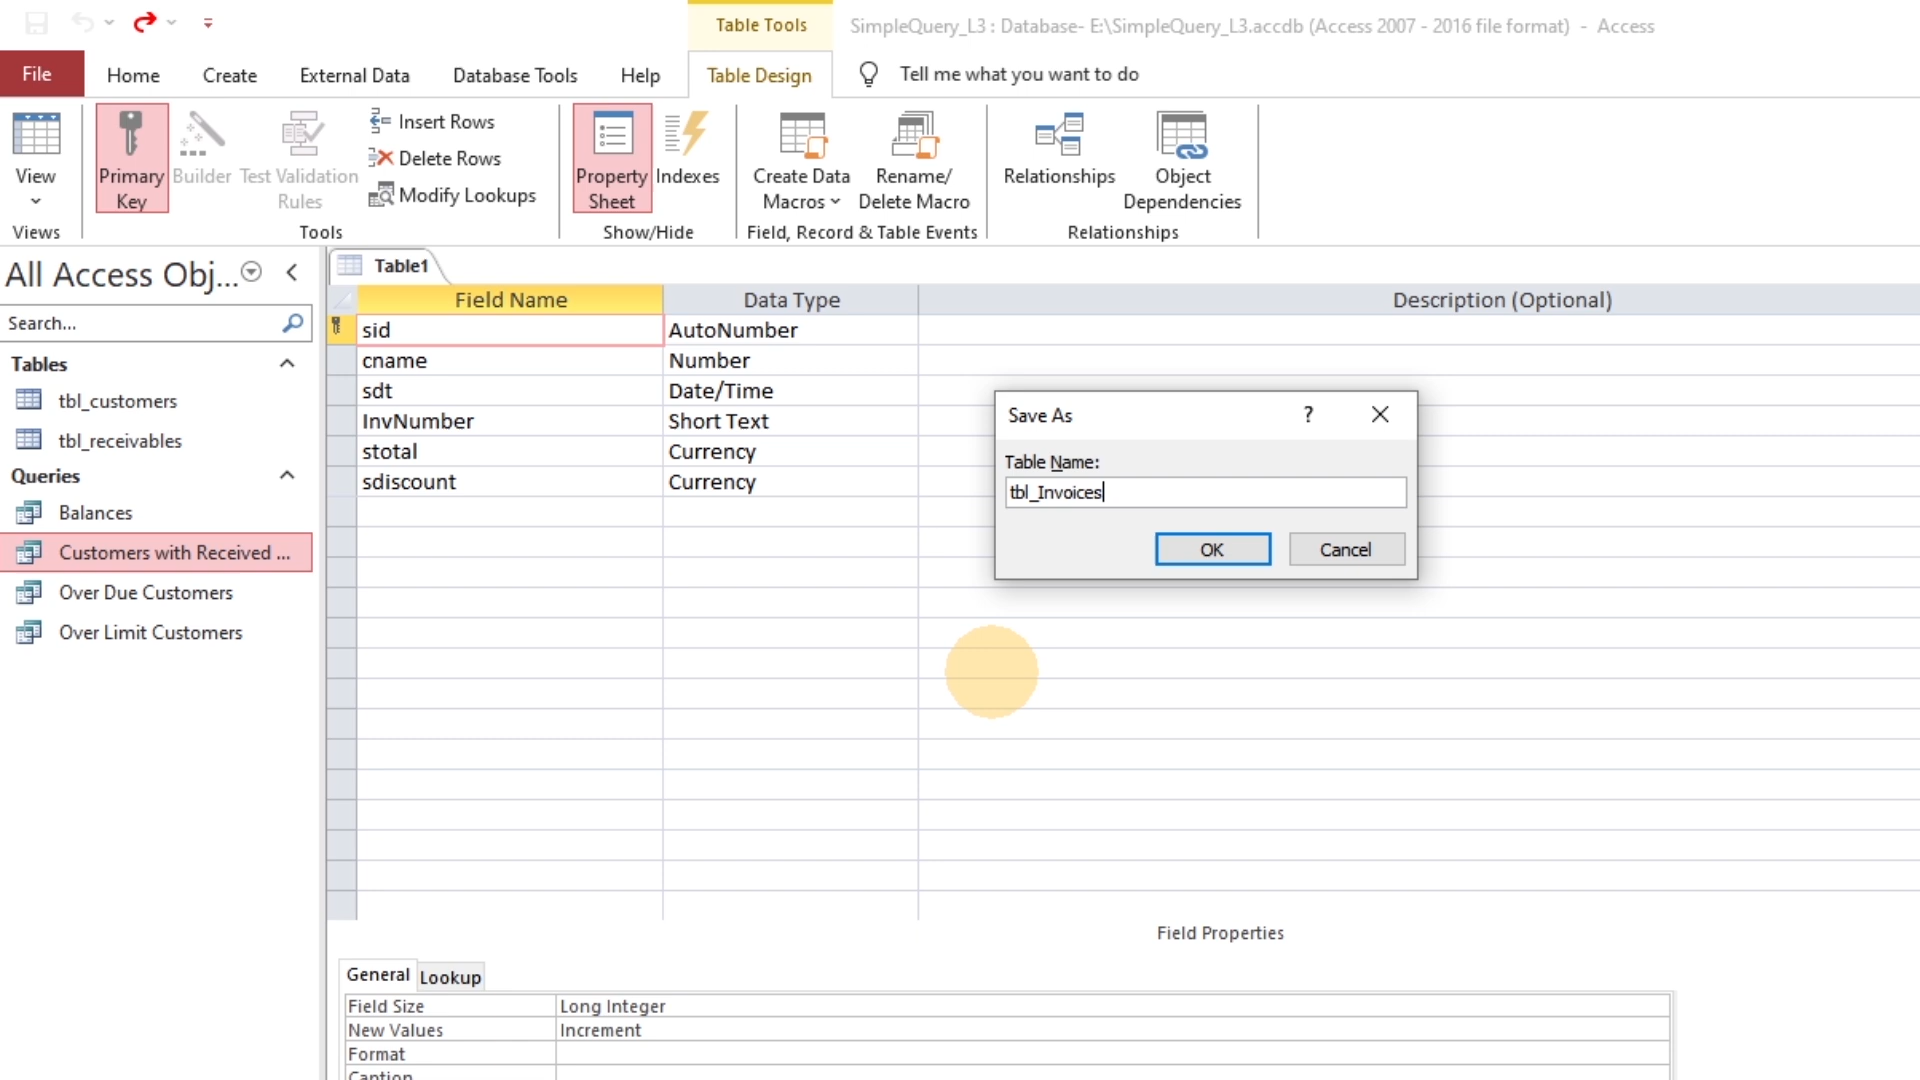 Table Tools
SimpleQuery_L3 : Database- E:\SimpleQuery_L3.accdb (Access 2007 - 2016 file format) - Access
File
Home
Create
External Data
Database Tools
Help
Table Design
Tell me what you want to do
View
Primary
Key
Builder
Test Validation
Rules
Insert Rows
Delete Rows
Modify Lookups
Property
Sheet
Indexes
Create Data
Macros
Rename/
Delete Macro
Relationships
Object
Dependencies
Views
Tools
Show/Hide
Field, Record & Table Events
Relationships
All Access Obj...
Search...
Tables
tbl_customers
tbl_receivables
Queries
Balances
Customers with Received ...
Over Due Customers
Over Limit Customers
Table1
Field Name
Data Type
Description (Optional)
sid
AutoNumber
cname
Number
sdt
Date/Time
InvNumber
Short Text
stotal
Currency
sdiscount
Currency
Save As
?
Table Name:
tbl_Invoices
OK
Cancel
Field Properties
General
Lookup
Field Size
Long Integer
New Values
Increment
Format
Caption